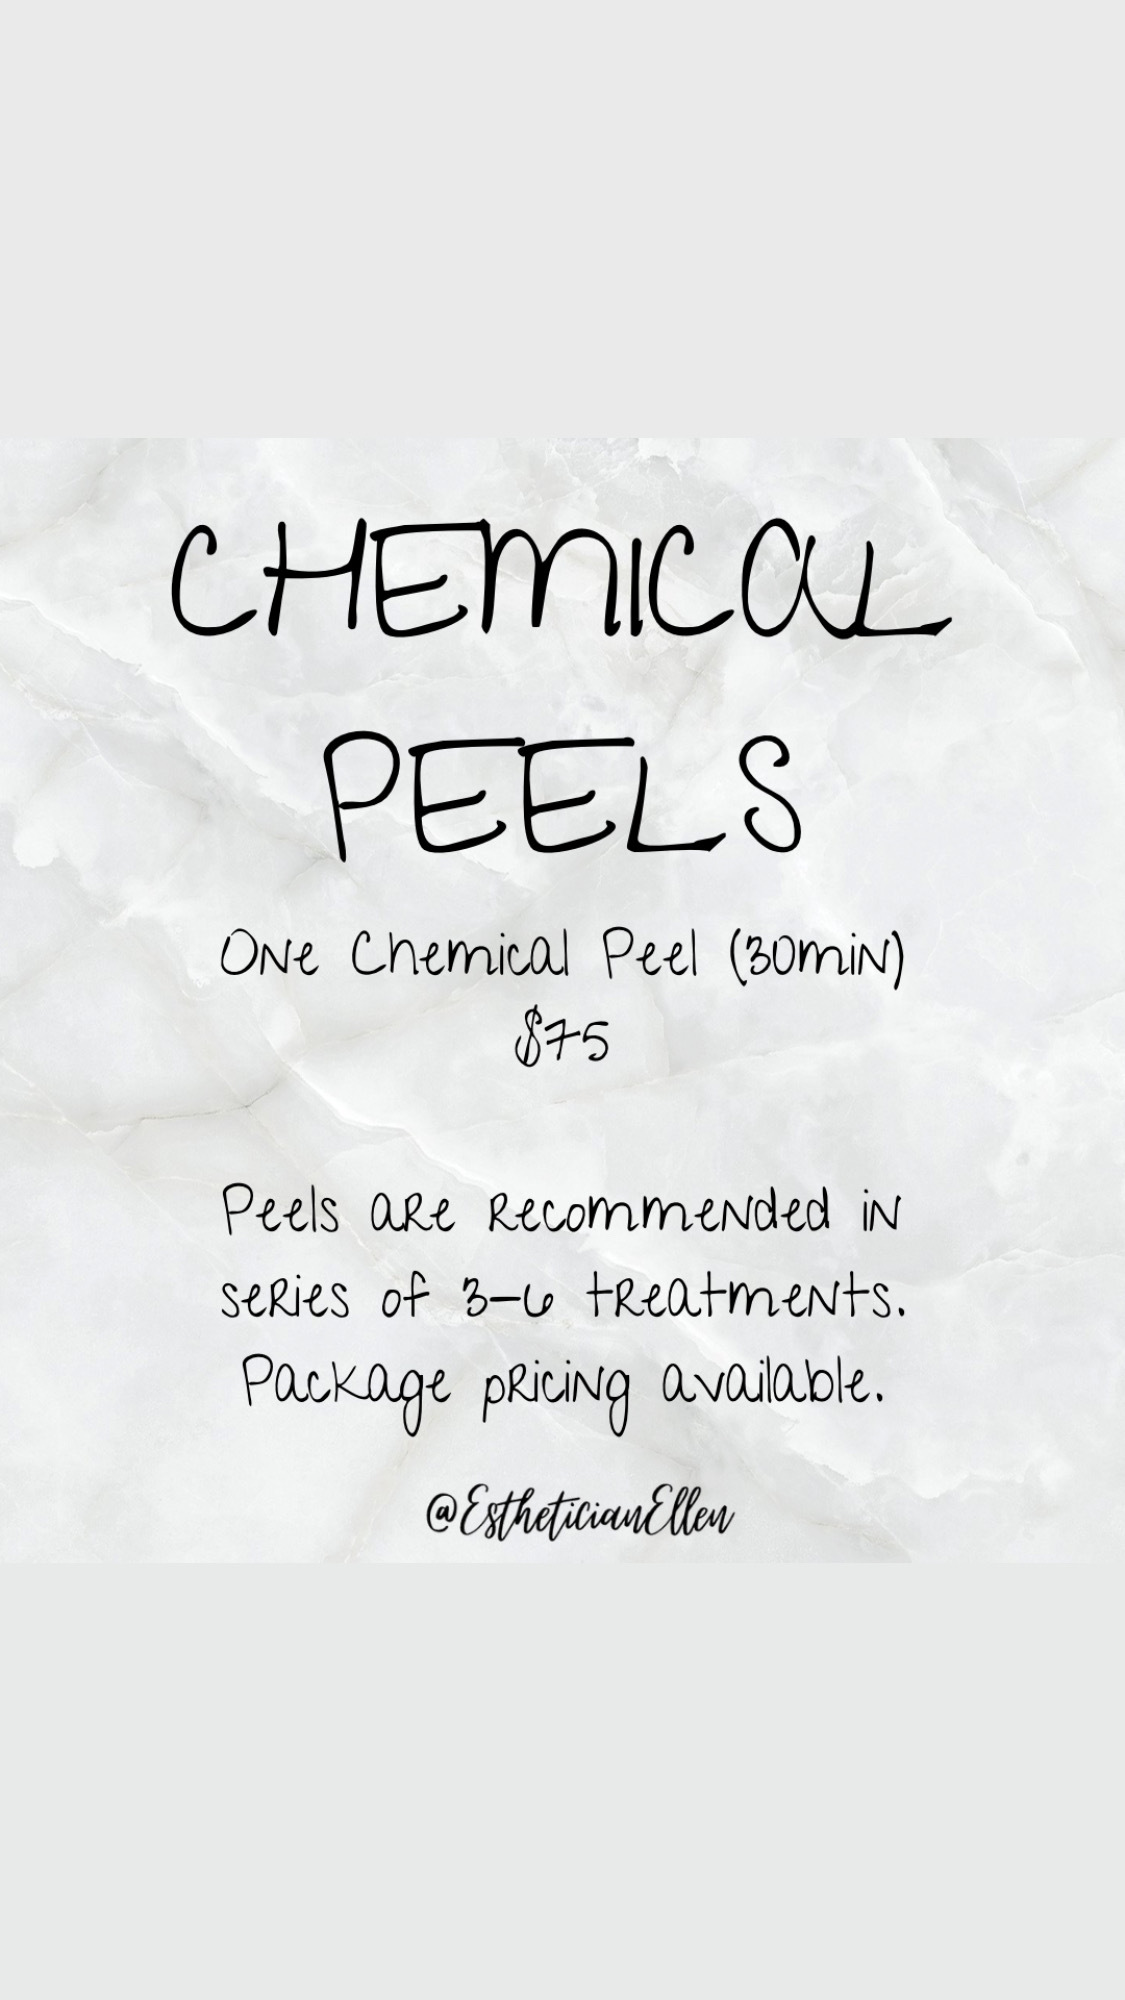 CHEMICAL
PEELS
One Chemical Peel (30min)
$75
Peels are recommended in
series of 3-6 treatments.
Package pricing available.
@EstheticianEllen